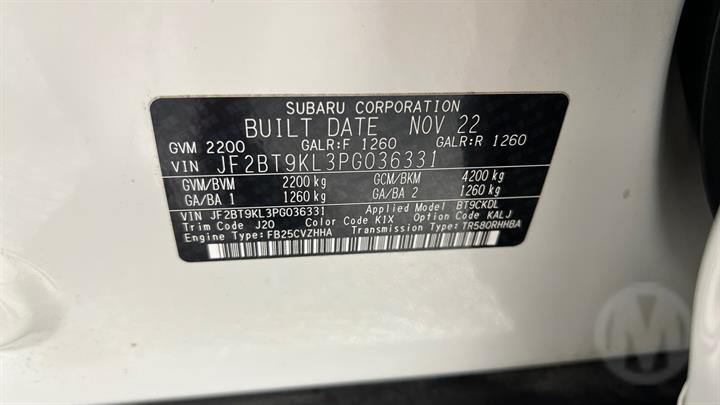 SUBARU CORPORATION
BUILT DATE NOV 22
GVM 2200 GALR:F 1260 GALR:R 1260
VIN JF2BT9KL3PG036331
GVM/BVM 2200 kg GCM/BKM 4200 kg
GA/BA 1 1260 kg GA/BA 2 1260 kg
VIN JF2BT9KL3PG036331 Applied Model BT9CKDL
Trim Code J20 Color Code K1X Option Code KALJ
Engine Type:FB25CVZHHA Transmission Type:TR580RHHBA
M